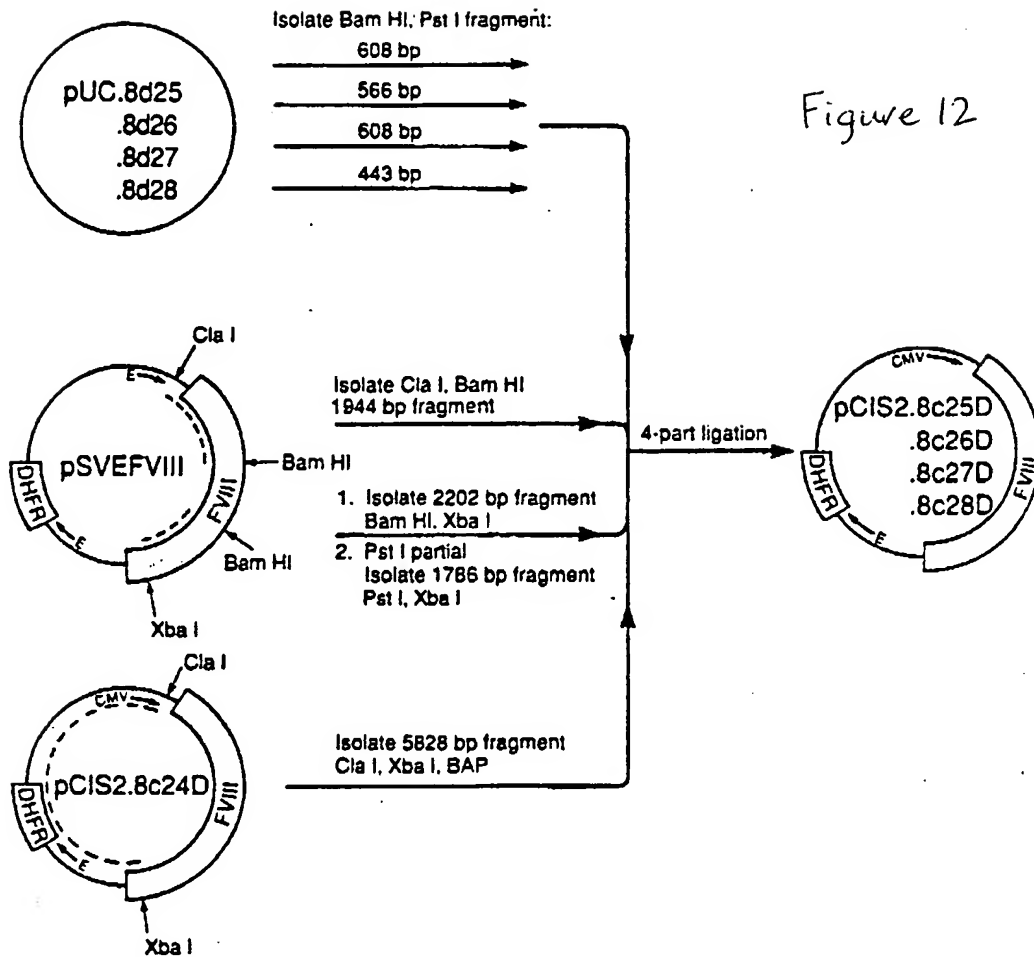 Isolate Bam HI, Pst I fragment:
608 bp
566 bp
608 bp
443 bp
pUC.8d25
.8d26
.8d27
.8d28
Figure 12
Cla I
E
pSVEFVIII
DHFR
E
FVIII
Bam HI
Bam HI
Xba I
Isolate Cla I, Bam HI
1944 bp fragment
1. Isolate 2202 bp fragment
Bam HI, Xba I
2. Pst I partial
Isolate 1786 bp fragment
Pst I, Xba I
4-part ligation
CMV
pCIS2.8c25D
.8c26D
.8c27D
.8c28D
DHFR
E
FVIII
Cla I
CMV
pCIS2.8c24D
DHFR
E
FVIII
Xba I
Isolate 5828 bp fragment
Cla I, Xba I, BAP